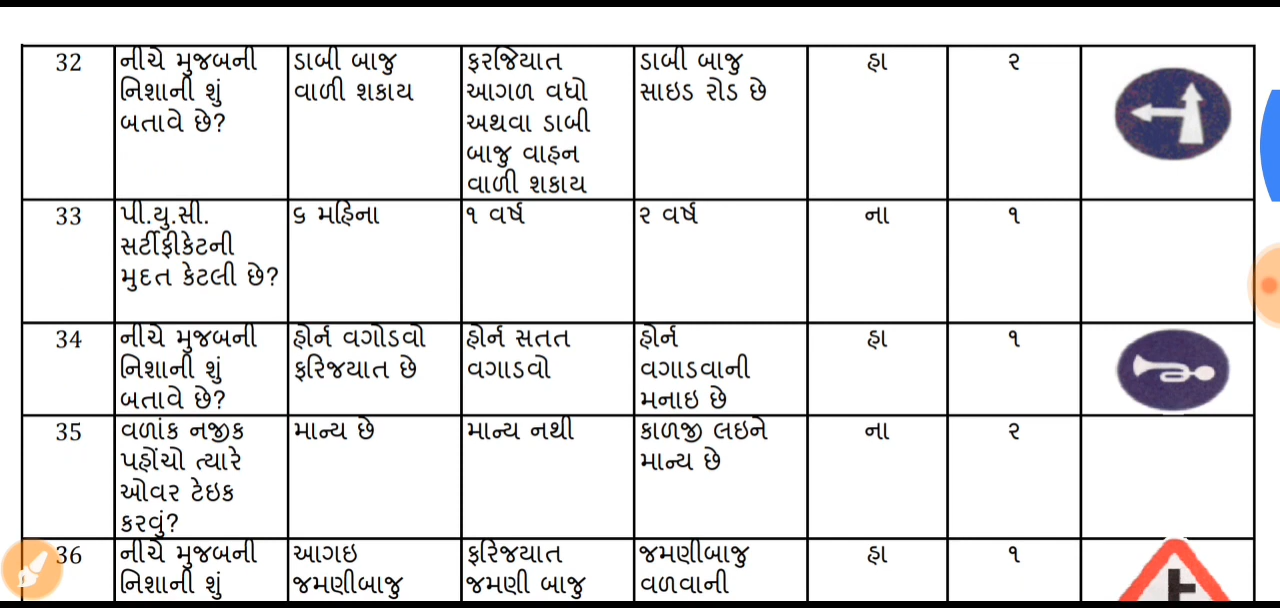 32 નીચે મુજબની ડાબી બાજુ ફરજિયાત ડાબી બાજુ હા ૨
નિશાની શું વાળી શકાય આગળ વધો સાઇડ રોડ છે
બતાવે છે? અથવા ડાબી
બાજુ વાહન
વાળી શકાય
33 પી.યુ.સી. ૬ મહિના ૧ વર્ષ ૨ વર્ષ ના ૧
સર્ટીફીકેટની
મુદત કેટલી છે?
34 નીચે મુજબની હોર્ન વગોડવો હોર્ન સતત હોર્ન હા ૧
નિશાની શું ફરિજયાત છે વગાડવો વગાડવાની
બતાવે છે? મનાઇ છે
35 વળાંક નજીક માન્ય છે માન્ય નથી કાળજી લઇને ના ૨
પહોંચો ત્યારે માન્ય છે
ઓવર ટેઇક
કરવું?
36 નીચે મુજબની આગઇ ફરિજયાત જમણીબાજુ હા ૧
નિશાની શું જમણીબાજુ જમણી બાજુ વળવાની